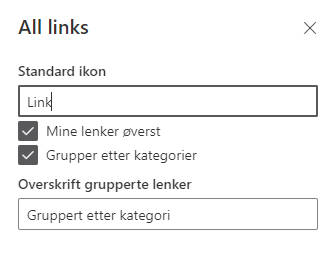 All links
Standard ikon
Link
Mine lenker øverst
Grupper etter kategorier
Overskrift grupperte lenker
Gruppert etter kategori